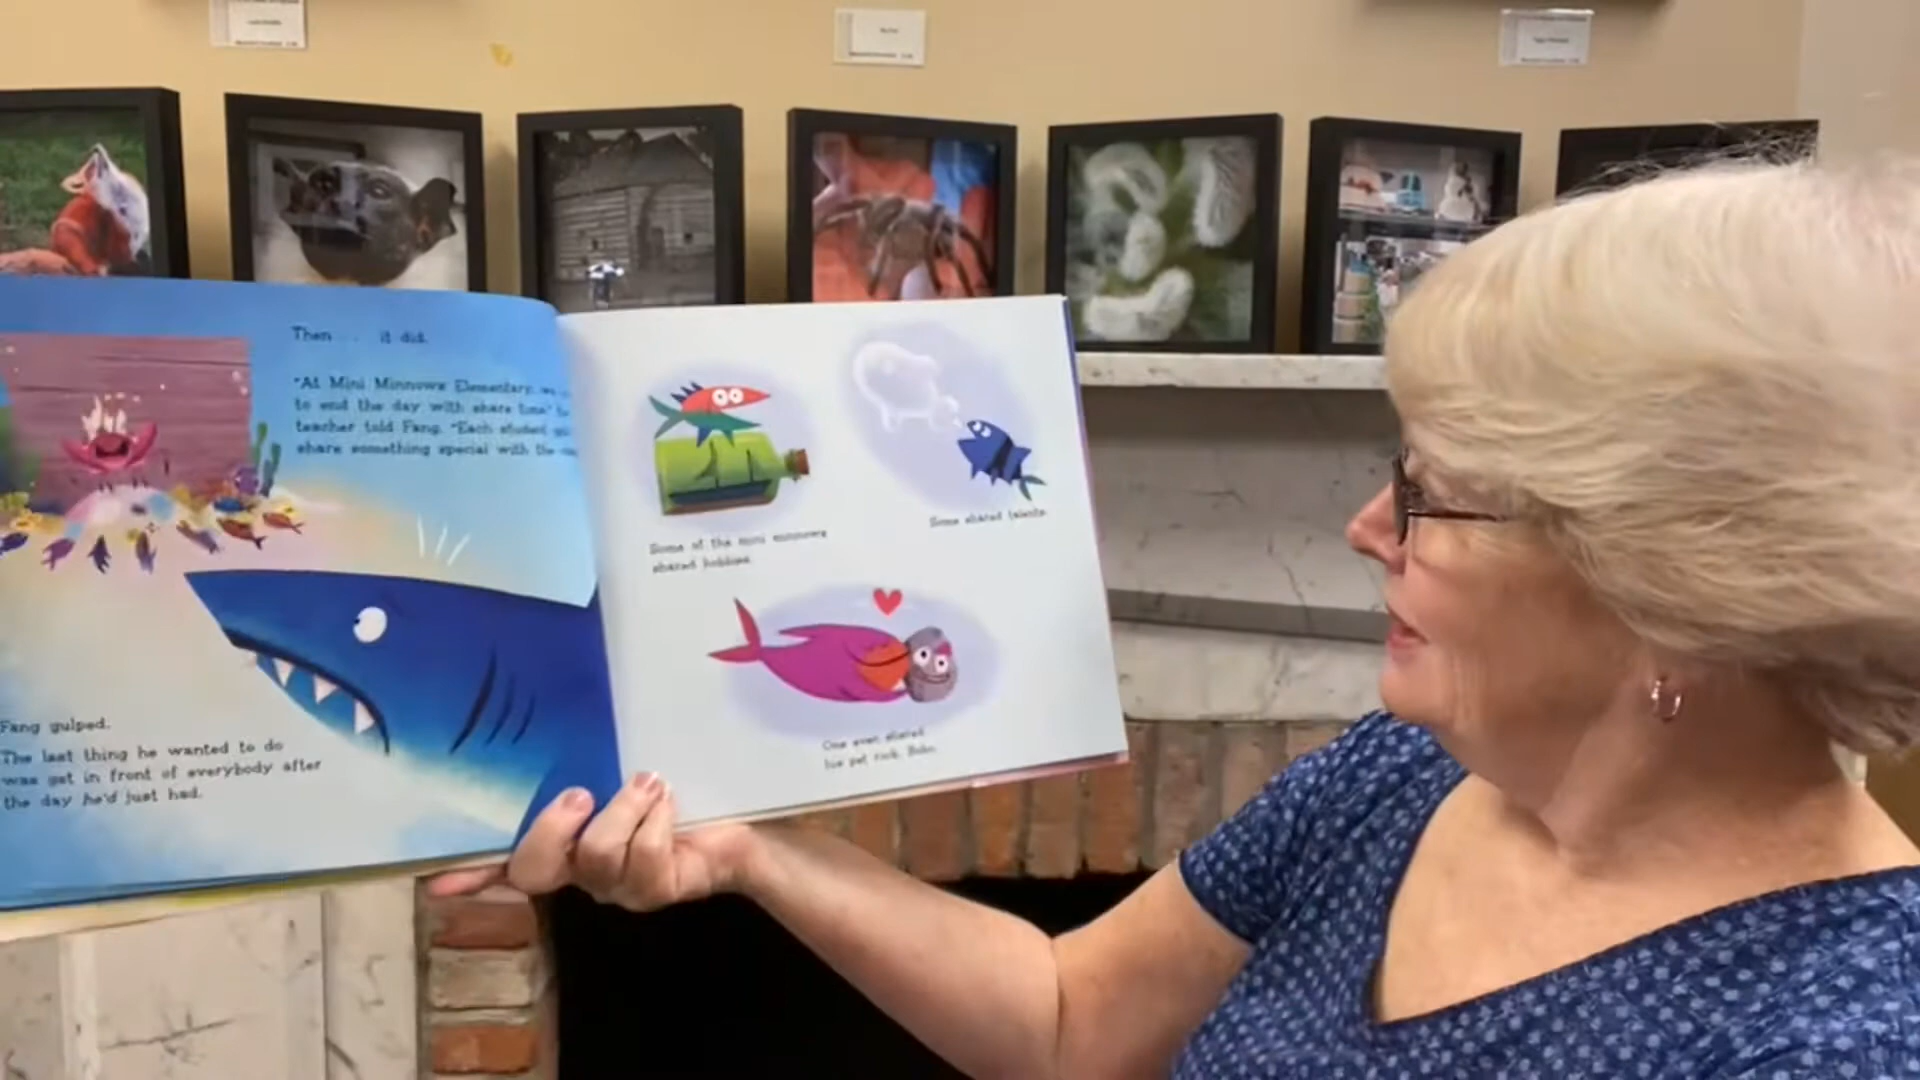 Then . . . it did.
"At Mini Minnows Elementary, we
to end the day with share time,"
teacher told Fang. "Each student
share something special with the
Fang gulped.
The last thing he wanted to do
was get in front of everybody after
the day he'd just had.
Some of the mini minnows
shared hobbies.
Some shared talents.
One even shared
his pet rock, Bob.